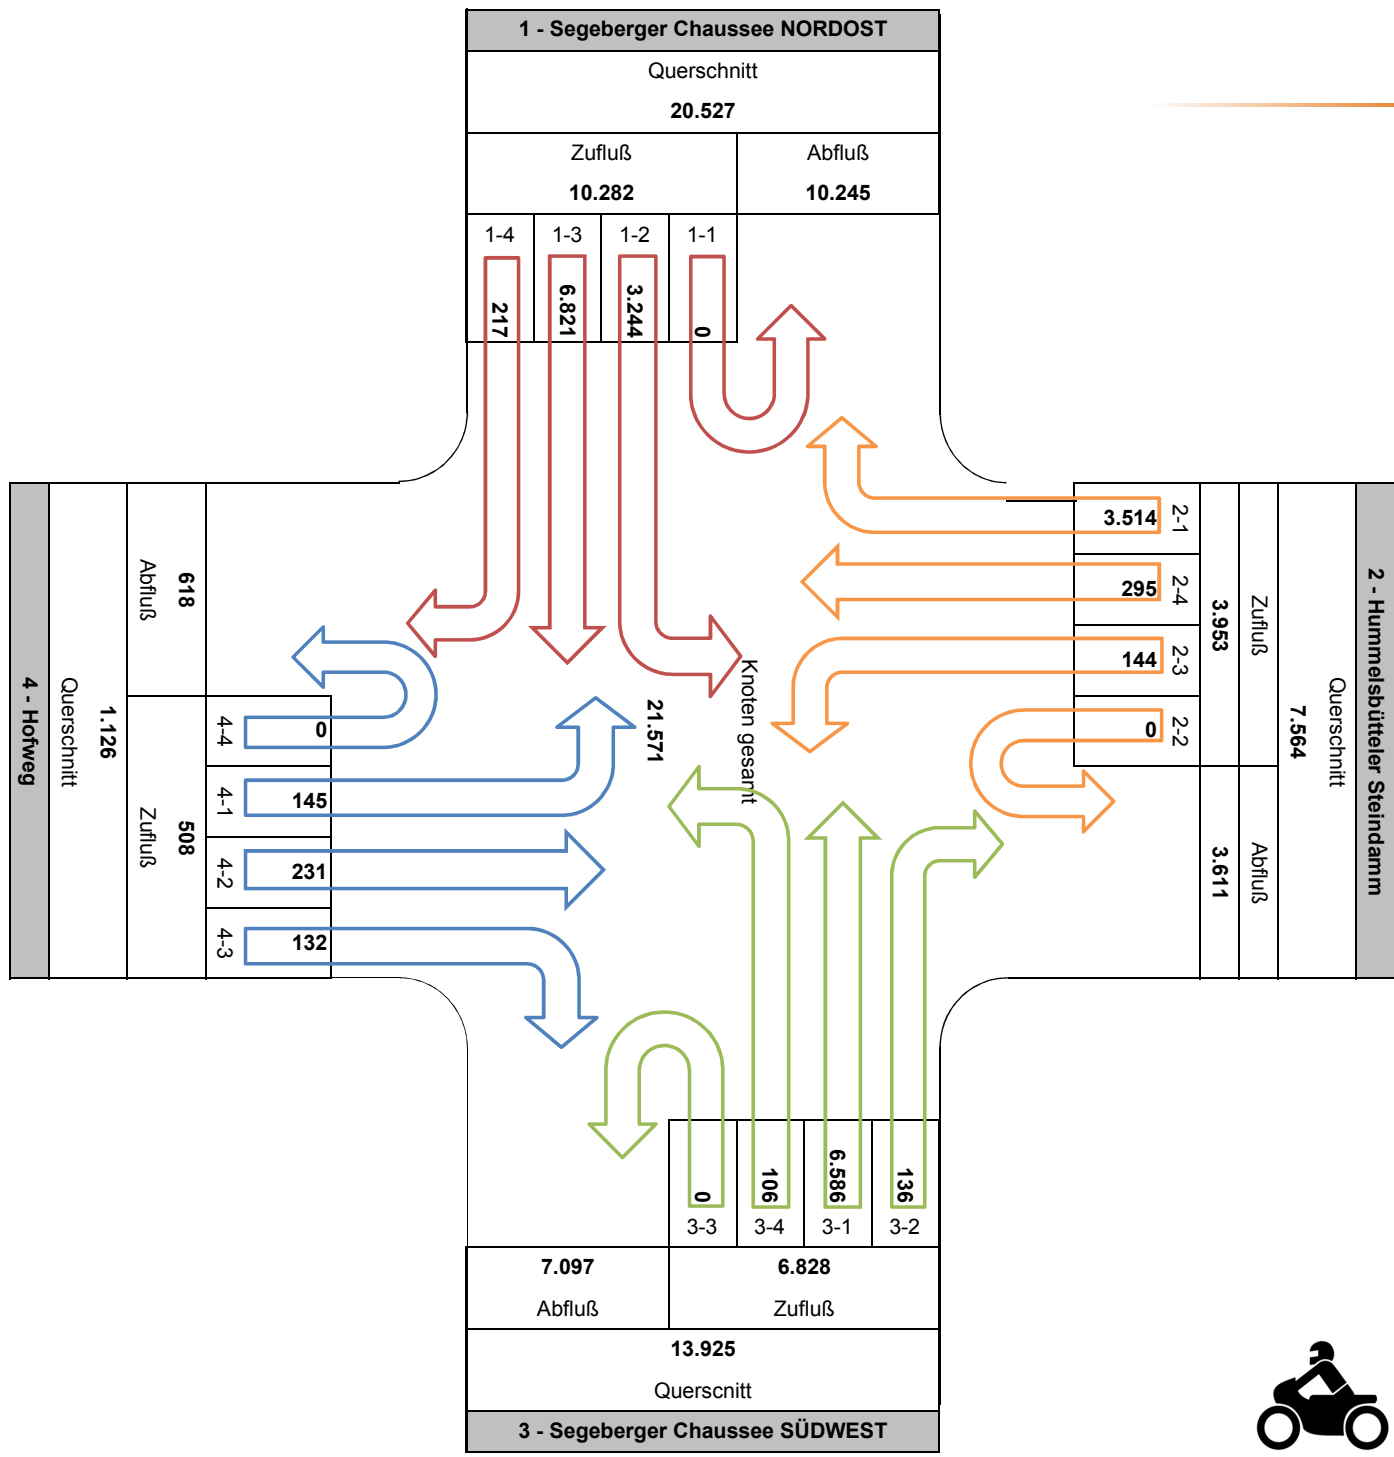 1 - Segeberger Chaussee NORDOST
Querschnitt
20.527
Zufluß
10.282
Abfluß
10.245
1-4
1-3
1-2
1-1
217
6.821
3.244
0
2 - Hummelsbütteler Steindamm
Querschnitt
7.564
Zufluß
3.953
Abfluß
3.611
2-1
3.514
2-4
295
2-3
144
2-2
0
Knoten gesamt
21.571
4 - Hofweg
Querschnitt
1.126
Abfluß
618
Zufluß
508
4-4
0
4-1
145
4-2
231
4-3
132
0
106
6.586
136
3-3
3-4
3-1
3-2
7.097
Abfluß
6.828
Zufluß
13.925
Querscnitt
3 - Segeberger Chaussee SÜDWEST